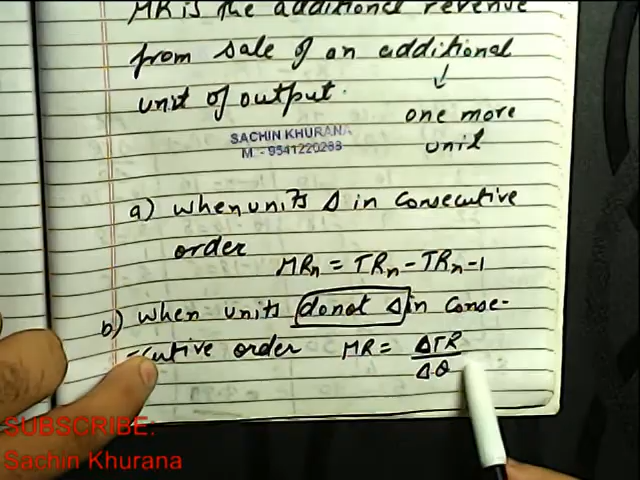 MR is the additional revenue
from sale of an additional
↓
unit of output.
one more
unit
SACHIN KHURANA
M.- 9541220288
a) when units Δ in consecutive
order
MRn = TRn - TRn-1
b) when units donot Δ in conse-
cutive order MR = ΔTR
ΔQ
SUBSCRIBE:
Sachin Khurana